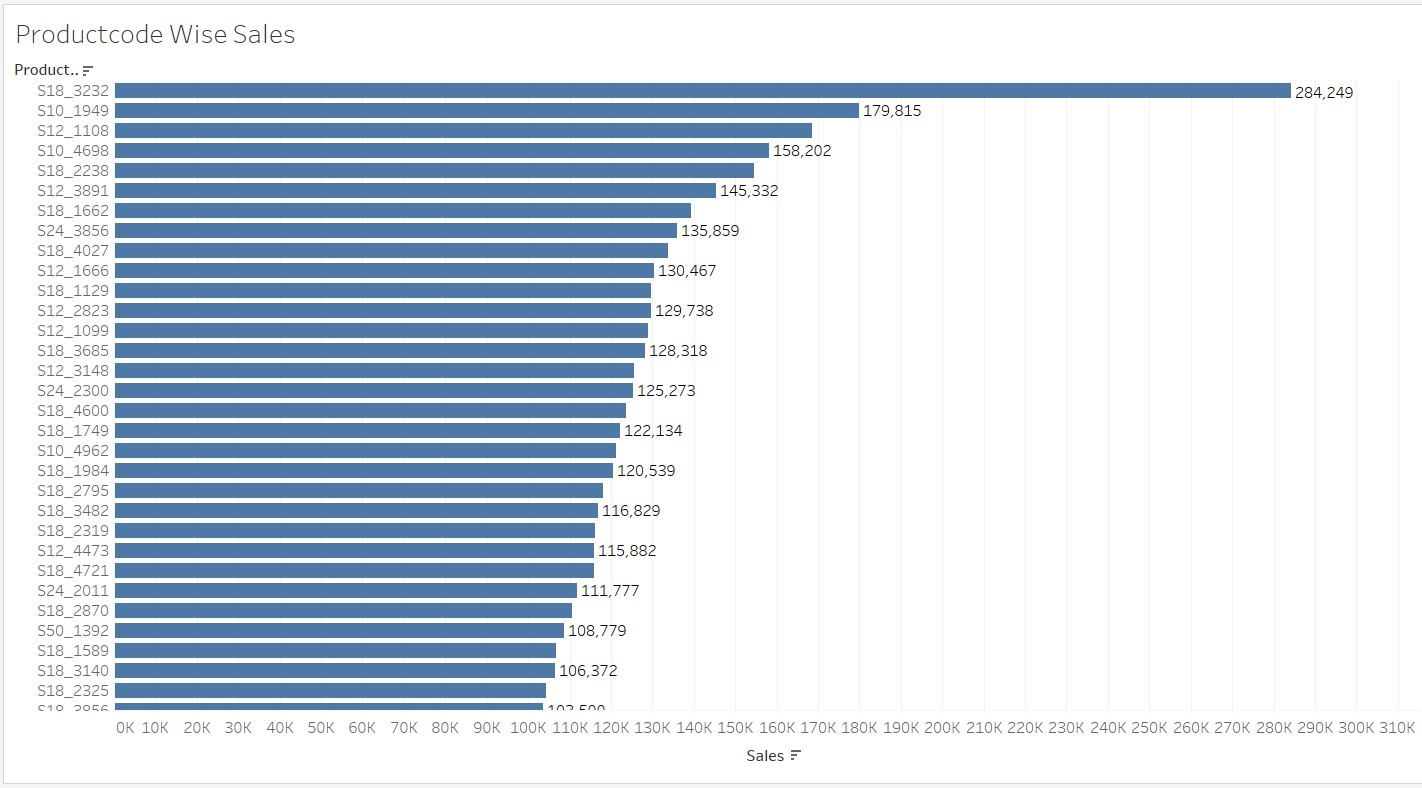 Productcode Wise Sales
Product..
S18_3232 284,249
S10_1949 179,815
S12_1108
S10_4698 158,202
S18_2238
S12_3891 145,332
S18_1662
S24_3856 135,859
S18_4027
S12_1666 130,467
S18_1129
S12_2823 129,738
S12_1099
S18_3685 128,318
S12_3148
S24_2300 125,273
S18_4600
S18_1749 122,134
S10_4962
S18_1984 120,539
S18_2795
S18_3482 116,829
S18_2319
S12_4473 115,882
S18_4721
S24_2011 111,777
S18_2870
S50_1392 108,779
S18_1589
S18_3140 106,372
S18_2325
S18_3856
0K 10K 20K 30K 40K 50K 60K 70K 80K 90K 100K 110K 120K 130K 140K 150K 160K 170K 180K 190K 200K 210K 220K 230K 240K 250K 260K 270K 280K 290K 300K 310K
Sales